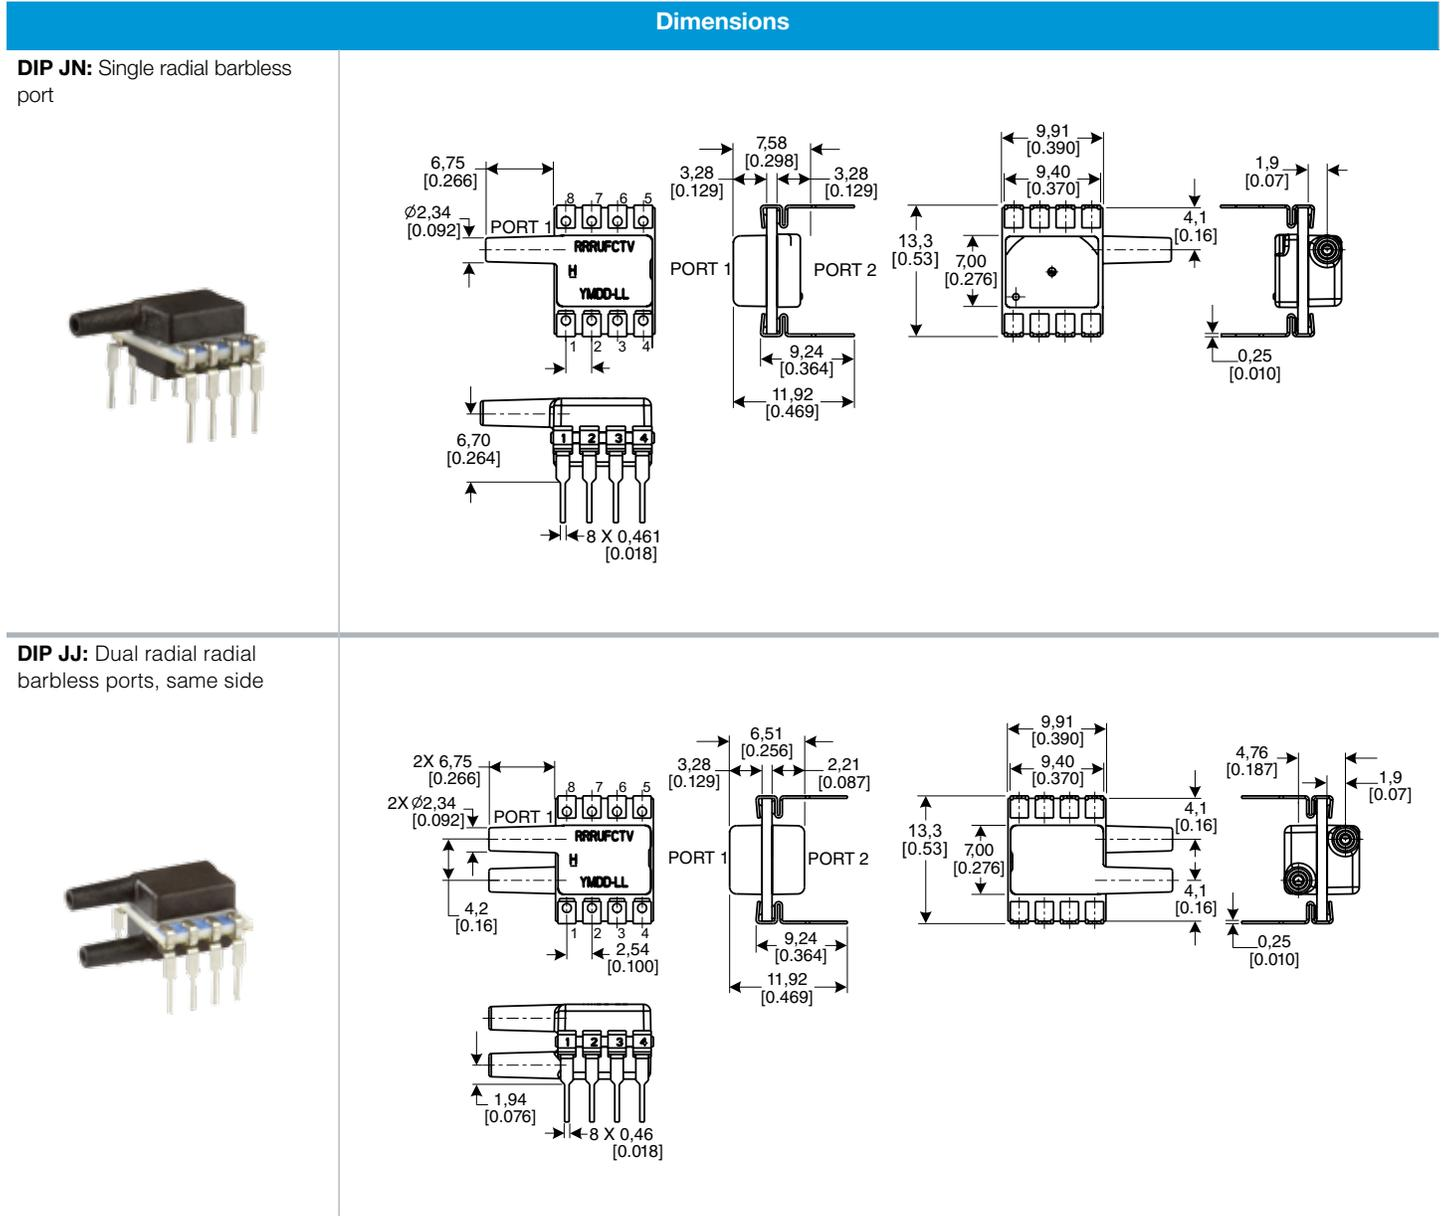 Dimensions
DIP JN: Single radial barbless
port
6,75
[0.266]
Ø2,34
[0.092]
PORT 1
8 7 6 5
RRRUFCTV
H
YMDD-LL
1 2 3 4
7,58
[0.298]
3,28
[0.129]
3,28
[0.129]
PORT 1
PORT 2
9,24
[0.364]
11,92
[0.469]
9,91
[0.390]
9,40
[0.370]
4,1
[0.16]
13,3
[0.53]
7,00
[0.276]
1,9
[0.07]
0,25
[0.010]
6,70
[0.264]
1 2 3 4
8 X 0,461
[0.018]
DIP JJ: Dual radial radial
barbless ports, same side
2X 6,75
[0.266]
2X Ø2,34
[0.092]
PORT 1
8 7 6 5
RRRUFCTV
H
YMDD-LL
4,2
[0.16]
1 2 3 4
2,54
[0.100]
6,51
[0.256]
3,28
[0.129]
2,21
[0.087]
PORT 1
PORT 2
9,24
[0.364]
11,92
[0.469]
9,91
[0.390]
9,40
[0.370]
4,1
[0.16]
13,3
[0.53]
7,00
[0.276]
4,1
[0.16]
4,76
[0.187]
1,9
[0.07]
0,25
[0.010]
1 2 3 4
1,94
[0.076]
8 X 0,46
[0.018]